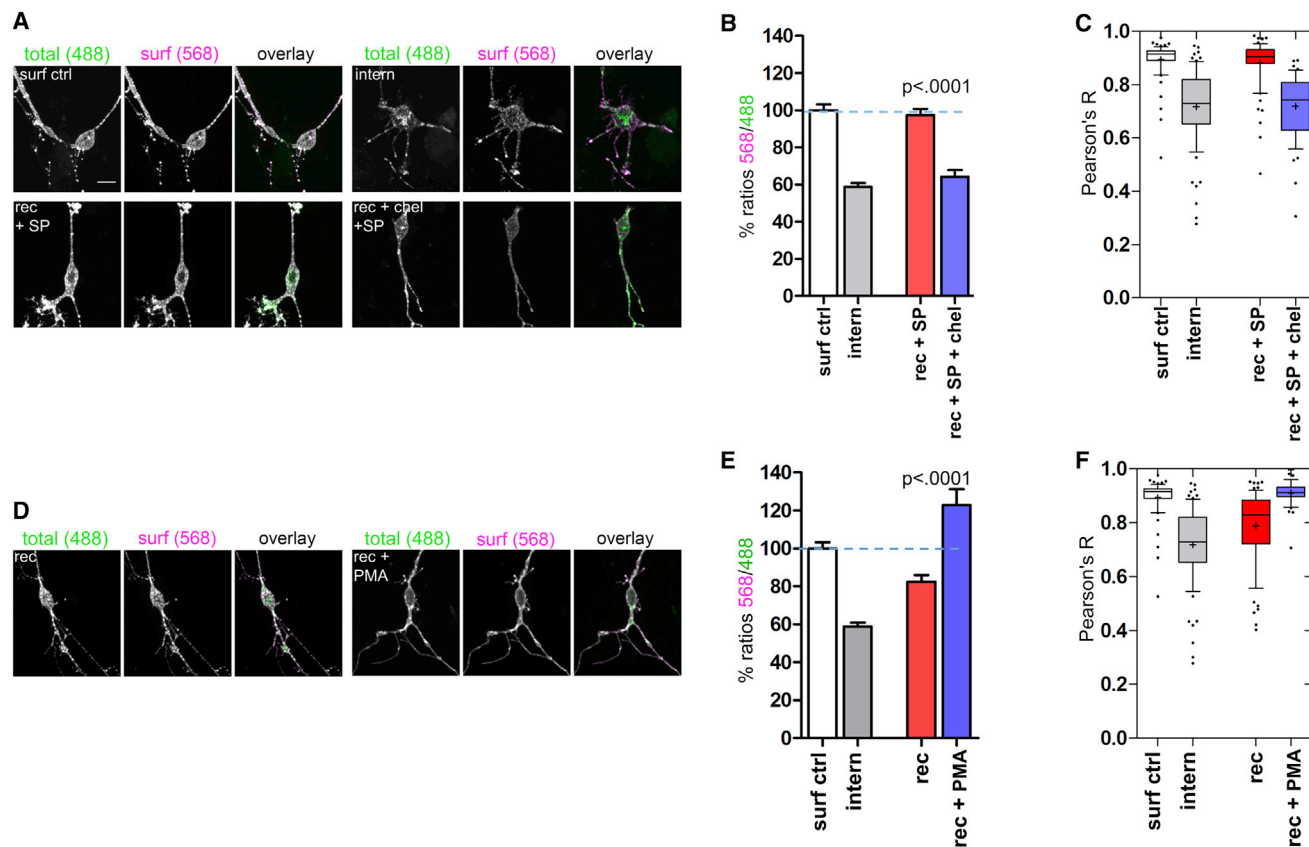 A
total (488) surf (568) overlay total (488) surf (568) overlay
surf ctrl intern
rec
+ SP
rec + chel
+SP
B
% ratios 568/488
140
120
100
80
60
40
20
0
p<.0001
surf ctrl
intern
rec + SP
rec + SP + chel
C
Pearson's R
1.0
0.8
0.6
0.4
0.2
0.0
surf ctrl
intern
rec + SP
rec + SP + chel
D
total (488) surf (568) overlay total (488) surf (568) overlay
rec
rec +
PMA
E
% ratios 568/488
140
120
100
80
60
40
20
0
p<.0001
surf ctrl
intern
rec
rec + PMA
F
Pearson's R
1.0
0.8
0.6
0.4
0.2
0.0
surf ctrl
intern
rec
rec + PMA